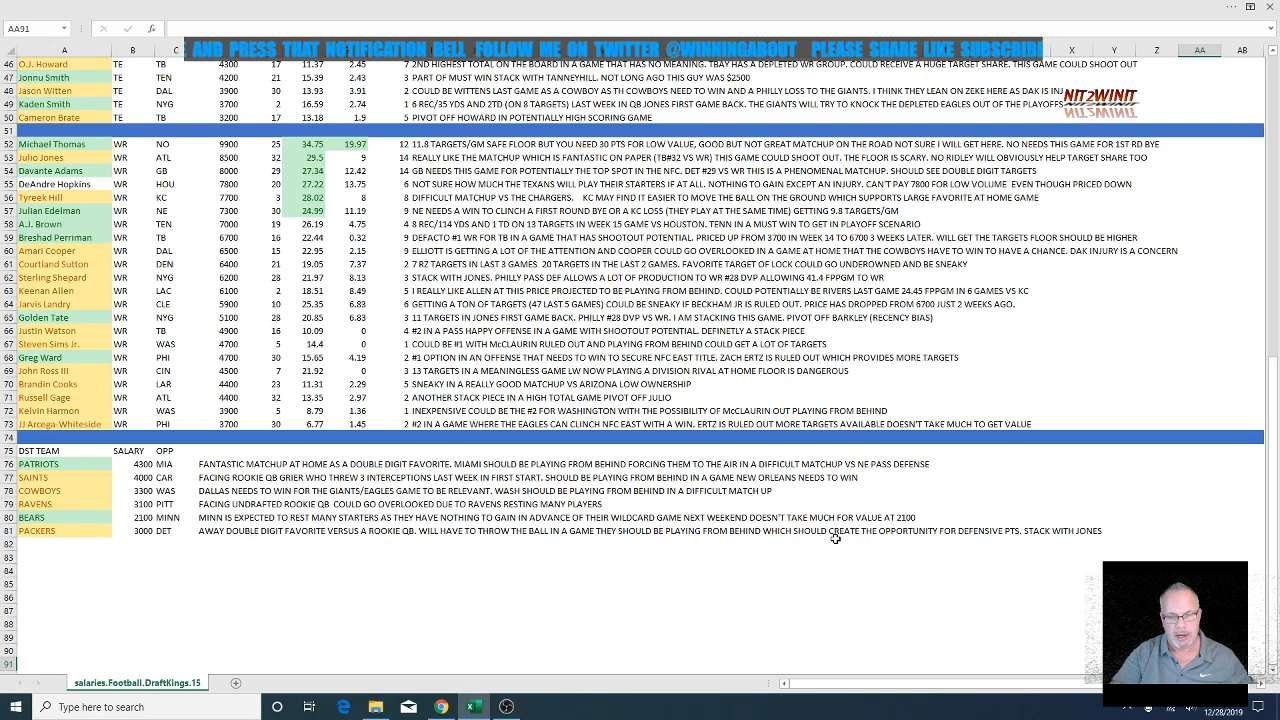 AA91
AND PRESS THAT NOTIFICATION BELL FOLLOW ME ON TWITTER @WINNINGABOUT PLEASE SHARE LIKE SUBSCRIBE
A B C X Y Z AA AB
46 O.J. Howard TE TB 4300 17 11.37 2.45 7 2ND HIGHEST TOTAL ON THE BOARD IN A GAME THAT HAS NO MEANING. TBAY HAS A DEPLETED WR GROUP. COULD RECEIVE A HUGE TARGET SHARE. THIS GAME COULD SHOOT OUT
47 Jonnu Smith TE TEN 4200 21 15.39 2.43 3 PART OF MUST WIN STACK WITH TANNEYHILL. NOT LONG AGO THIS GUY WAS $2500
48 Jason Witten TE DAL 3900 30 13.93 3.91 2 COULD BE WITTENS LAST GAME AS A COWBOY AS TH COWBOYS NEED TO WIN AND A PHILLY LOSS TO THE GIANTS. I THINK THEY LEAN ON ZEKE HERE AS DAK IS INJ
49 Kaden Smith TE NYG 3700 2 16.59 2.74 1 6 REC/35 YDS AND 2TD (ON 8 TARGETS) LAST WEEK IN QB JONES FIRST GAME BACK. THE GIANTS WILL TRY TO KNOCK THE DEPLETED EAGLES OUT OF THE PLAYOFFS
50 Cameron Brate TE TB 3200 17 13.18 1.9 5 PIVOT OFF HOWARD IN POTENTIALLY HIGH SCORING GAME
NIT2WINIT
51
52 Michael Thomas WR NO 9900 25 34.75 19.97 12 11.8 TARGETS/GM SAFE FLOOR BUT YOU NEED 30 PTS FOR LOW VALUE, GOOD BUT NOT GREAT MATCHUP ON THE ROAD NOT SURE I WILL GET HERE. NO NEEDS THIS GAME FOR 1ST RD BYE
53 Julio Jones WR ATL 8500 32 29.5 9 14 REALLY LIKE THE MATCHUP WHICH IS FANTASTIC ON PAPER (TB#32 VS WR) THIS GAME COULD SHOOT OUT. THE FLOOR IS SCARY. NO RIDLEY WILL OBVIOUSLY HELP TARGET SHARE TOO
54 Davante Adams WR GB 8000 29 27.34 12.42 14 GB NEEDS THIS GAME FOR POTENTIALLY THE TOP SPOT IN THE NFC. DET #29 VS WR THIS IS A PHENOMENAL MATCHUP. SHOULD SEE DOUBLE DIGIT TARGETS
55 DeAndre Hopkins WR HOU 7800 20 27.22 13.75 6 NOT SURE HOW MUCH THE TEXANS WILL PLAY THEIR STARTERS IF AT ALL. NOTHING TO GAIN EXCEPT AN INJURY. CAN'T PAY 7800 FOR LOW VOLUME EVEN THOUGH PRICED DOWN
56 Tyreek Hill WR KC 7700 3 28.02 8 8 DIFFICULT MATCHUP VS THE CHARGERS. KC MAY FIND IT EASIER TO MOVE THE BALL ON THE GROUND WHICH SUPPORTS LARGE FAVORITE AT HOME GAME
57 Julian Edelman WR NE 7300 30 24.99 11.19 9 NE NEEDS A WIN TO CLINCH A FIRST ROUND BYE OR A KC LOSS (THEY PLAY AT THE SAME TIME) GETTING 9.8 TARGETS/GM
58 A.J. Brown WR TEN 7000 19 26.19 4.75 4 8 REC/114 YDS AND 1 TD ON 13 TARGETS IN WEEK 15 GAME VS HOUSTON. TENN IN A MUST WIN TO GET IN PLAYOFF SCENARIO
59 Breshad Perriman WR TB 6700 16 22.44 0.32 9 DEFACTO #1 WR FOR TB IN A GAME THAT HAS SHOOTOUT POTENTIAL. PRICED UP FROM 3700 IN WEEK 14 TO 6700 3 WEEKS LATER. WILL GET THE TARGETS FLOOR SHOULD BE HIGHER
60 Amari Cooper WR DAL 6500 31 22.95 2.15 9 ELLIOTT IS GETTING A LOT OF THE ATTENTION AND COOPER COULD GO OVERLOOKED IN A GAME AT HOME THAT THE COWBOYS HAVE TO WIN TO HAVE A CHANCE. DAK INJURY IS A CONCERN
61 Courtland Sutton WR DEN 6400 21 19.05 7.37 2 7 RZ TARGETS IN LAST 3 GAMES 20 TARGETS IN THE LAST 2 GAMES. FAVORITE TARGET OF LOCK COULD GO UNDEROWNED AND BE SNEAKY
62 Sterling Shepard WR NYG 6200 28 21.97 8.13 3 STACK WITH JONES. PHILLY PASS DEF ALLOWS A LOT OF PRODUCTION TO WR #28 DVP ALLOWING 41.4 FPPGM TO WR
63 Keenan Allen WR LAC 6100 2 18.51 8.49 5 I REALLY LIKE ALLEN AT THIS PRICE PROJECTED TO BE PLAYING FROM BEHIND. COULD POTENTIALLY BE RIVERS LAST GAME 24.45 FPPGM IN 6 GAMES VS KC
64 Jarvis Landry WR CLE 5900 10 25.35 6.83 6 GETTING A TON OF TARGETS (47 LAST 5 GAMES) COULD BE SNEAKY IF BECKHAM JR IS RULED OUT. PRICE HAS DROPPED FROM 6700 JUST 2 WEEKS AGO.
65 Golden Tate WR NYG 5100 28 20.85 6.83 3 11 TARGETS IN JONES FIRST GAME BACK. PHILLY #28 DVP VS WR. I AM STACKING THIS GAME. PIVOT OFF BARKLEY (RECENCY BIAS)
66 Justin Watson WR TB 4900 16 10.09 0 4 #2 IN A PASS HAPPY OFFENSE IN A GAME WITH SHOOTOUT POTENTIAL. DEFINETLY A STACK PIECE
67 Steven Sims Jr. WR WAS 4700 5 14.4 0 1 COULD BE #1 WITH McCLAURIN RULED OUT AND PLAYING FROM BEHIND COULD GET A LOT OF TARGETS
68 Greg Ward WR PHI 4700 30 15.65 4.19 2 #1 OPTION IN AN OFFENSE THAT NEEDS TO WIN TO SECURE NFC EAST TITLE. ZACH ERTZ IS RULED OUT WHICH PROVIDES MORE TARGETS
69 John Ross III WR CIN 4500 7 21.92 0 3 13 TARGETS IN A MEANINGLESS GAME LW NOW PLAYING A DIVISION RIVAL AT HOME FLOOR IS DANGEROUS
70 Brandin Cooks WR LAR 4400 23 11.31 2.29 5 SNEAKY IN A REALLY GOOD MATCHUP VS ARIZONA LOW OWNERSHIP
71 Russell Gage WR ATL 4400 32 13.35 2.97 2 ANOTHER STACK PIECE IN A HIGH TOTAL GAME PIVOT OFF JULIO
72 Kelvin Harmon WR WAS 3900 5 8.79 1.36 1 INEXPENSIVE COULD BE THE #2 FOR WASHINGTON WITH THE POSSIBILITY OF McCLAURIN OUT PLAYING FROM BEHIND
73 JJ Arcega-Whiteside WR PHI 3700 30 6.77 1.45 2 #2 IN A GAME WHERE THE EAGLES CAN CLINCH NFC EAST WITH A WIN. ERTZ IS RULED OUT MORE TARGETS AVAILABLE DOESN'T TAKE MUCH TO GET VALUE
74
75 DST TEAM SALARY OPP
76 PATRIOTS 4300 MIA FANTASTIC MATCHUP AT HOME AS A DOUBLE DIGIT FAVORITE. MIAMI SHOULD BE PLAYING FROM BEHIND FORCING THEM TO THE AIR IN A DIFFICULT MATCHUP VS NE PASS DEFENSE
77 SAINTS 4000 CAR FACING ROOKIE QB GRIER WHO THREW 3 INTERCEPTIONS LAST WEEK IN FIRST START. SHOULD BE PLAYING FROM BEHIND IN A GAME NEW ORLEANS NEEDS TO WIN
78 COWBOYS 3300 WAS DALLAS NEEDS TO WIN FOR THE GIANTS/EAGLES GAME TO BE RELEVANT. WASH SHOULD BE PLAYING FROM BEHIND IN A DIFFICULT MATCH UP
79 RAVENS 3100 PITT FACING UNDRAFTED ROOKIE QB COULD GO OVERLOOKED DUE TO RAVENS RESTING MANY PLAYERS
80 BEARS 2100 MINN MINN IS EXPECTED TO REST MANY STARTERS AS THEY HAVE NOTHING TO GAIN IN ADVANCE OF THEIR WILDCARD GAME NEXT WEEKEND DOESN'T TAKE MUCH FOR VALUE AT 2100
81 PACKERS 3000 DET AWAY DOUBLE DIGIT FAVORITE VERSUS A ROOKIE QB. WILL HAVE TO THROW THE BALL IN A GAME THEY SHOULD BE PLAYING FROM BEHIND WHICH SHOULD CREATE THE OPPORTUNITY FOR DEFENSIVE PTS. STACK WITH JONES
82
83
84
85
86
87
88
89
90
91
salaries.Football.DraftKings.15
Type here to search
12/28/2019